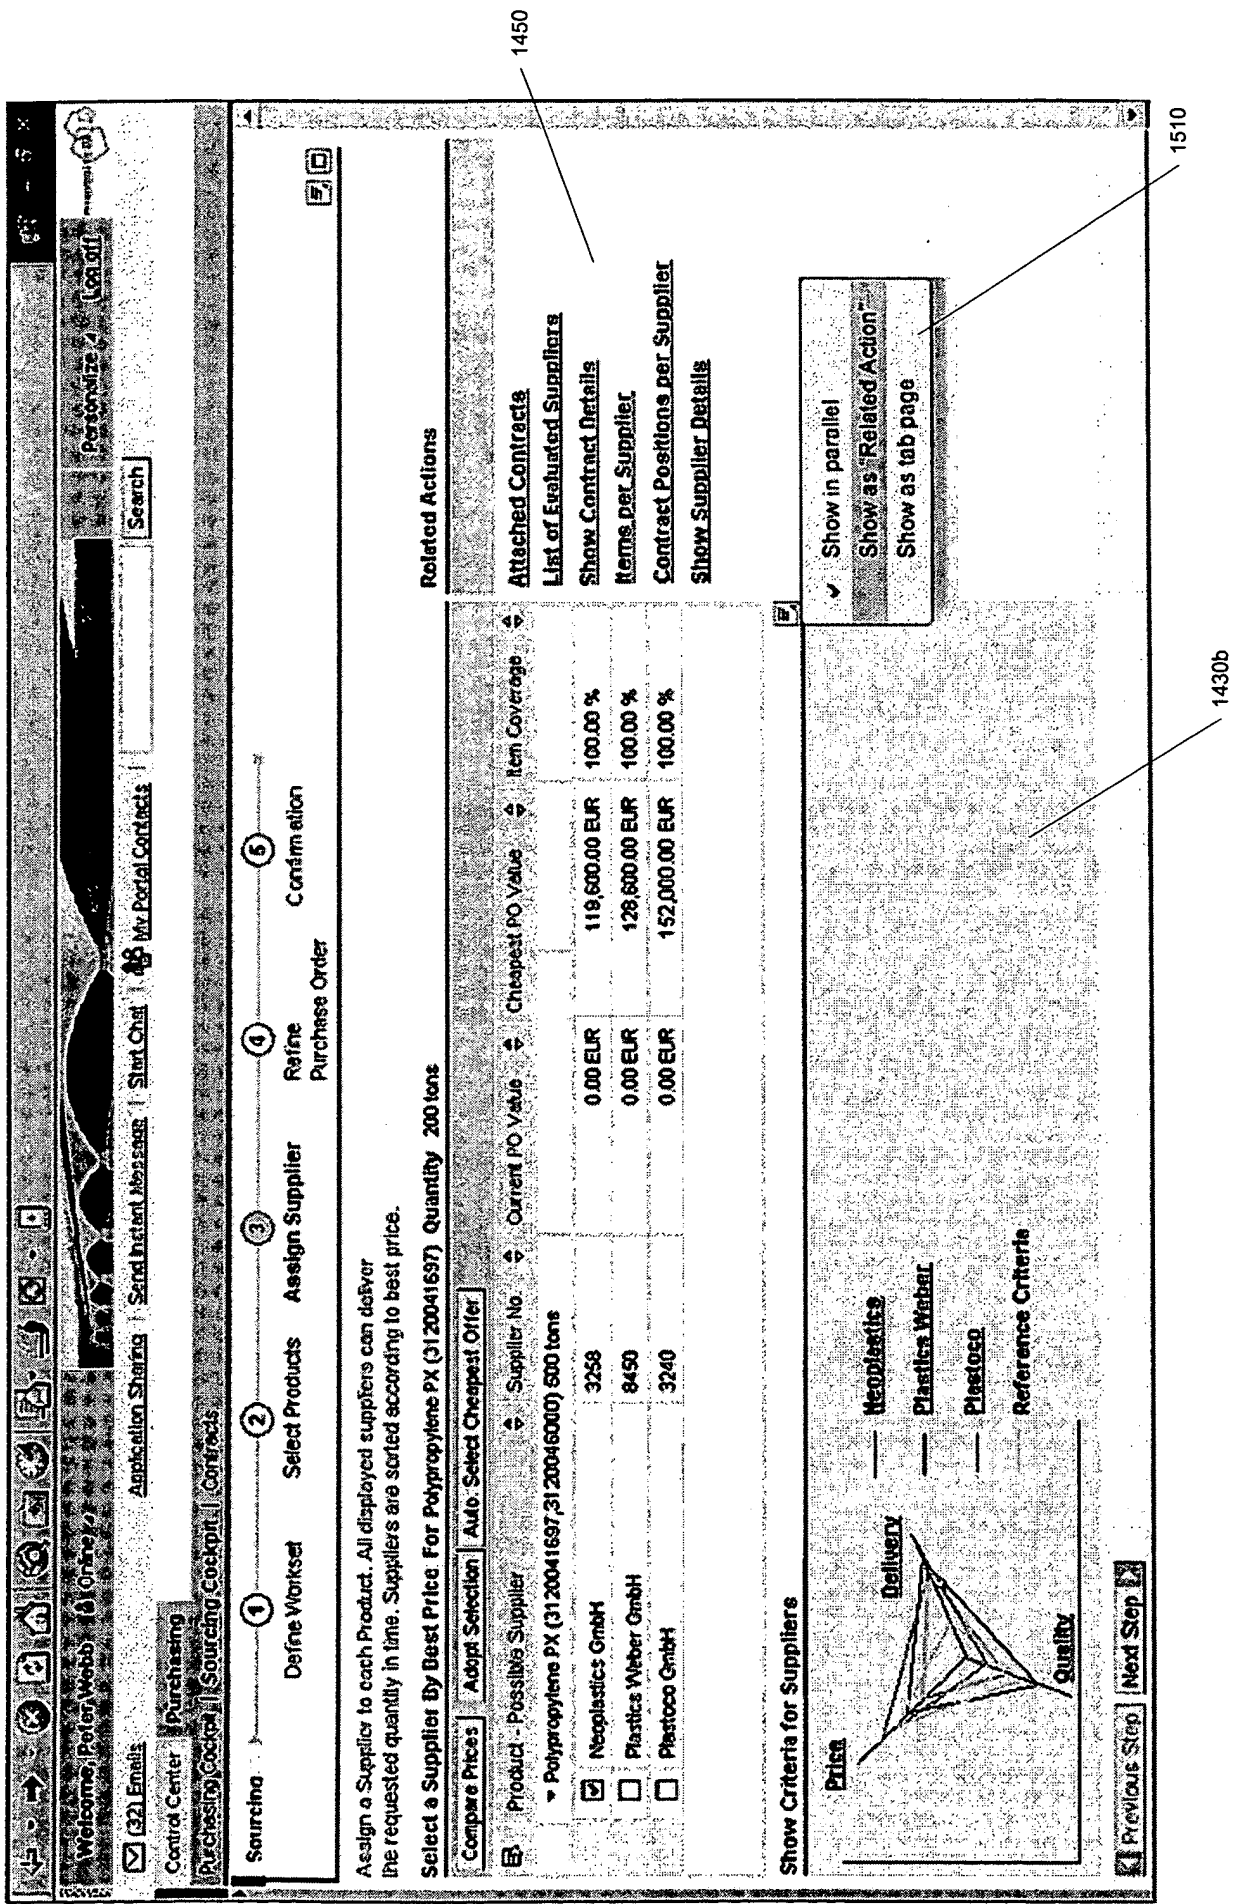 Welcome, Peter Webb
Online
Personalize
Log off
(32) Emails
Application Sharing | Send Instant Message | Start Chat | My Portal Contacts |
Search
Control Center | Purchasing
Purchasing Cockpit | Sourcing Cockpit | Contracts
Sourcing
1 2 3 4 5
Define Workset
Select Products
Assign Supplier
Refine
Purchase Order
Confirmation
Assign a Supplier to each Product. All displayed suppliers can deliver
the requested quantity in time. Suppliers are sorted according to best price.
Select a Supplier By Best Price For Polypropylene PX (3120041697) Quantity 200 tons
Compare Prices | Adopt Selection | Auto. Select Cheapest Offer
Product - Possible Supplier Supplier No. Current PO Value Cheapest PO Value Item Coverage
Polypropylene PX (3120041697,3120046000) 600 tons
Neoplastics GmbH 3258 0.00 EUR 119,600.00 EUR 100.00 %
Plastics Weber GmbH 8450 0.00 EUR 128,600.00 EUR 100.00 %
Plastoco GmbH 3240 0.00 EUR 152,000.00 EUR 100.00 %
Related Actions
Attached Contracts
List of Evaluated Suppliers
Show Contract Details
Items per Supplier
Contract Positions per Supplier
Show Supplier Details
1450
Show Criteria for Suppliers
Price
Delivery
Quality
Neoplastics
Plastics Weber
Plastoco
Reference Criteria
Show in parallel
Show as "Related Action"
Show as tab page
1510
1430b
Previous Step | Next Step